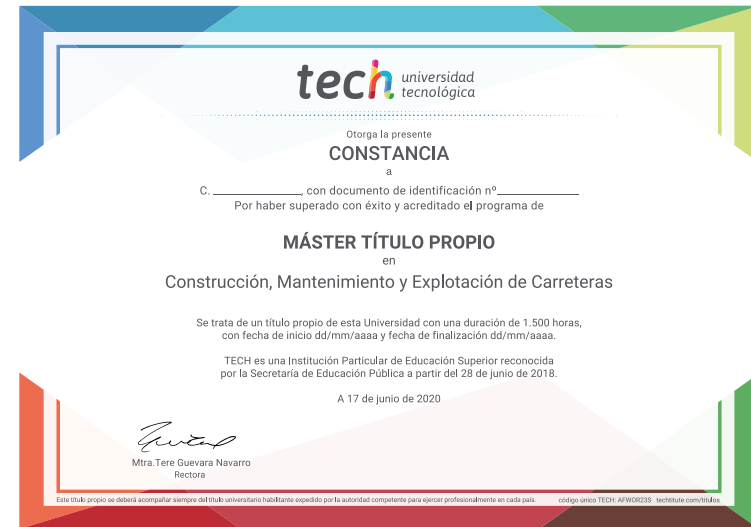 tech universidad
tecnológica
Otorga la presente
CONSTANCIA
a
C. ________________, con documento de identificación nº______________
Por haber superado con éxito y acreditado el programa de
MÁSTER TÍTULO PROPIO
en
Construcción, Mantenimiento y Explotación de Carreteras
Se trata de un título propio de esta Universidad con una duración de 1.500 horas,
con fecha de inicio dd/mm/aaaa y fecha de finalización dd/mm/aaaa.
TECH es una Institución Particular de Educación Superior reconocida
por la Secretaría de Educación Pública a partir del 28 de junio de 2018.
A 17 de junio de 2020
Mtra.Tere Guevara Navarro
Rectora
Este título propio se deberá acompañar siempre del título universitario habilitante expedido por la autoridad competente para ejercer profesionalmente en cada país. código único TECH: AFWOR23S techtitute.com/titulos